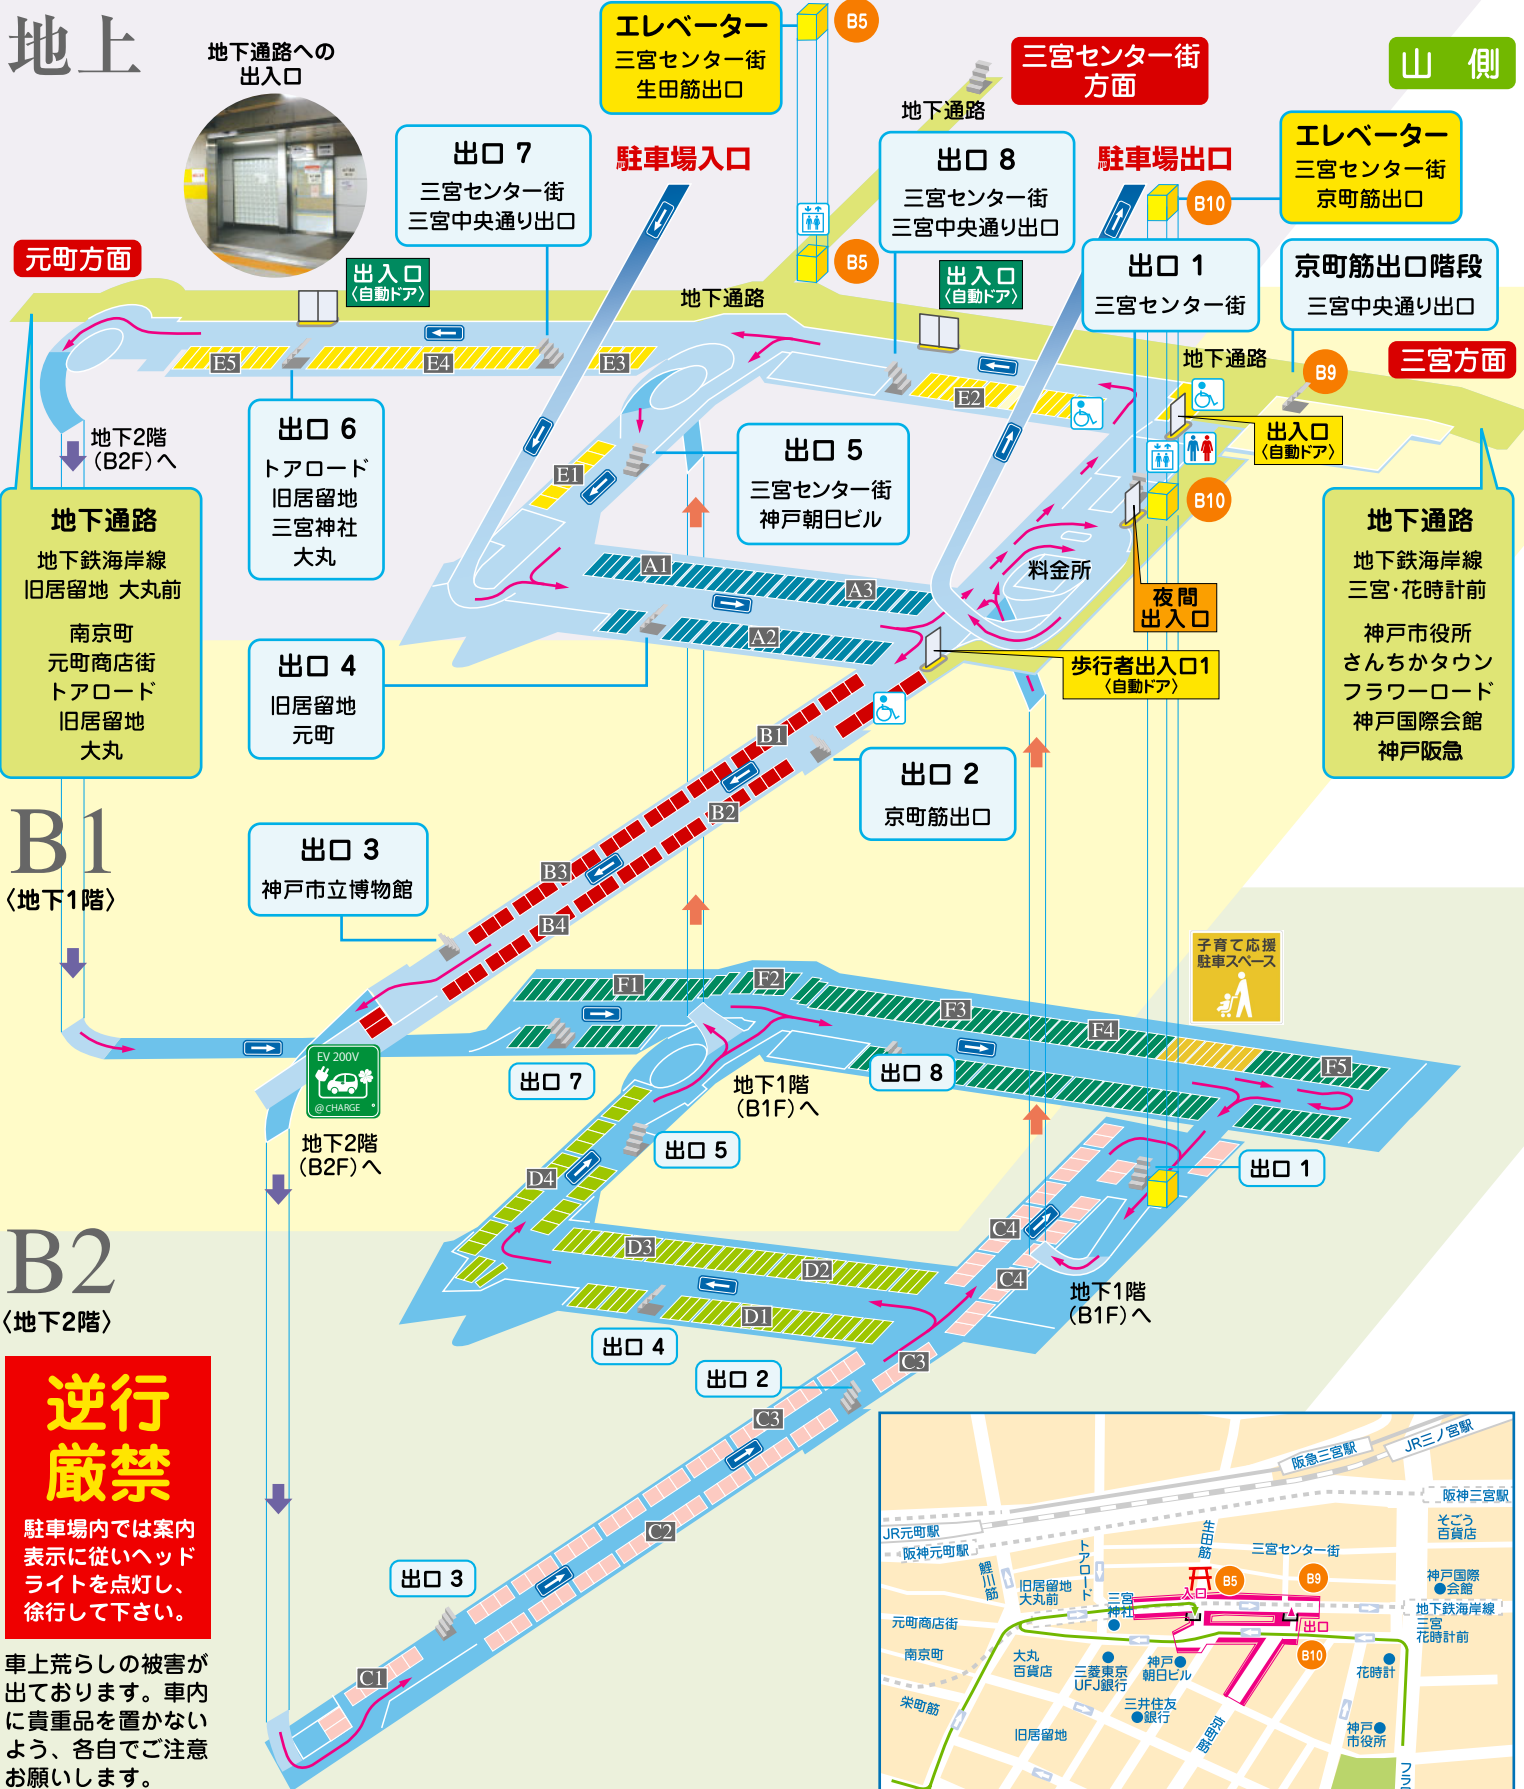 地上
地下通路への
出入口
エレベーター
三宮センター街
生田筋出口
B5
三宮センター街
方面
山 側
地下通路
出口 7
三宮センター街
三宮中央通り出口
駐車場入口
出口 8
三宮センター街
三宮中央通り出口
駐車場出口
エレベーター
三宮センター街
京町筋出口
B10
元町方面
出入口
〈自動ドア〉
B5
地下通路
出入口
〈自動ドア〉
出口 1
三宮センター街
京町筋出口階段
三宮中央通り出口
地下通路
B9
三宮方面
E5
E4
E3
E2
E1
地下2階
(B2F)へ
出口 6
トアロード
旧居留地
三宮神社
大丸
出口 5
三宮センター街
神戸朝日ビル
出入口
〈自動ドア〉
B10
地下通路
地下鉄海岸線
旧居留地 大丸前
南京町
元町商店街
トアロード
旧居留地
大丸
地下通路
地下鉄海岸線
三宮・花時計前
神戸市役所
さんちかタウン
フラワーロード
神戸国際会館
神戸阪急
A1
A3
A2
料金所
夜間
出入口
歩行者出入口1
〈自動ドア〉
出口 4
旧居留地
元町
B1
B2
出口 2
京町筋出口
B1
〈地下1階〉
出口 3
神戸市立博物館
B3
B4
子育て応援
駐車スペース
F1
F2
F3
F4
F5
EV 200V
@ CHARGE
出口 7
出口 8
地下1階
(B1F)へ
地下2階
(B2F)へ
出口 5
出口 1
D4
D3
D2
D1
C4
C4
地下1階
(B1F)へ
B2
〈地下2階〉
出口 4
出口 2
C3
C3
C2
出口 3
C1
逆行
厳禁
駐車場内では案内
表示に従いヘッド
ライトを点灯し、
徐行して下さい。
車上荒らしの被害が
出ております。車内
に貴重品を置かない
よう、各自でご注意
お願いします。
阪急三宮駅
JR三ノ宮駅
阪神三宮駅
JR元町駅
阪神元町駅
そごう
百貨店
生田筋
三宮センター街
トアロード
鯉川筋
旧居留地
大丸前
三宮
神社
入口
B5
B9
神戸国際
会館
地下鉄海岸線
三宮
花時計前
元町商店街
南京町
出口
B10
大丸
百貨店
三菱東京
UFJ銀行
神戸
朝日ビル
花時計
栄町筋
三井住友
銀行
旧居留地
京町筋
神戸
市役所
フラ